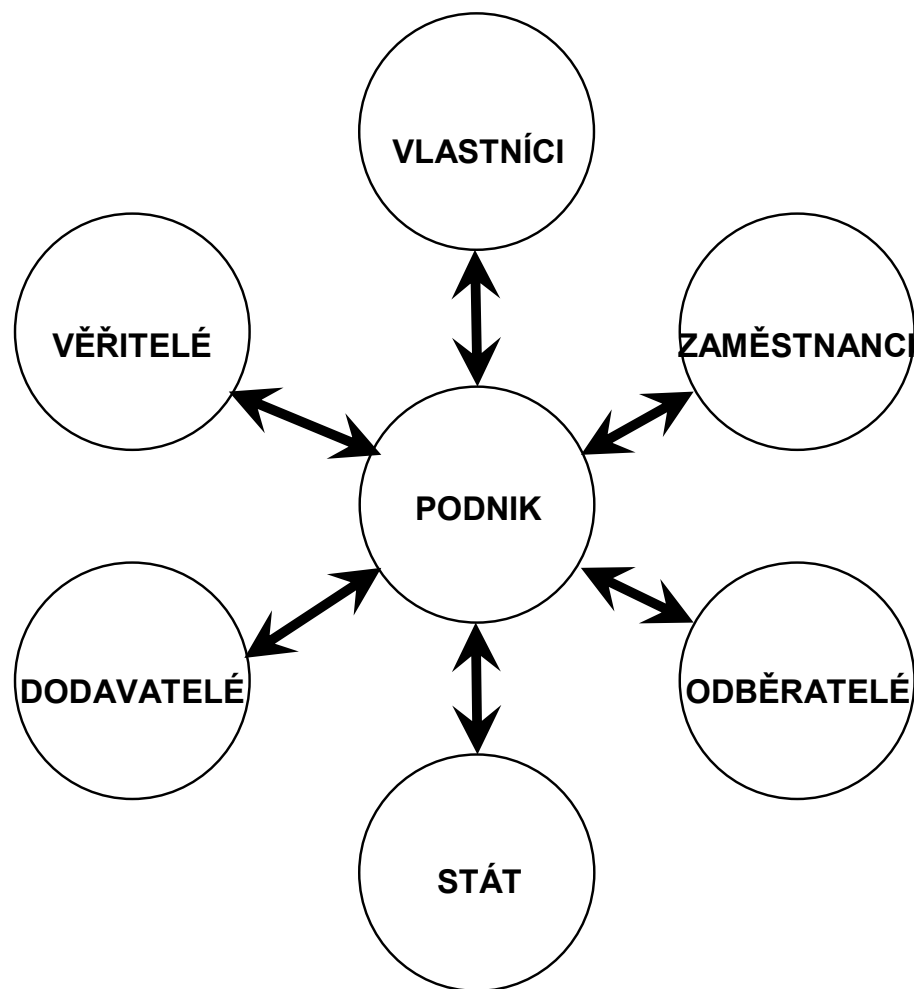 VLASTNÍCI
VĚŘITELÉ
ZAMĚSTNANCI
PODNIK
DODAVATELÉ
ODBĚRATELÉ
STÁT